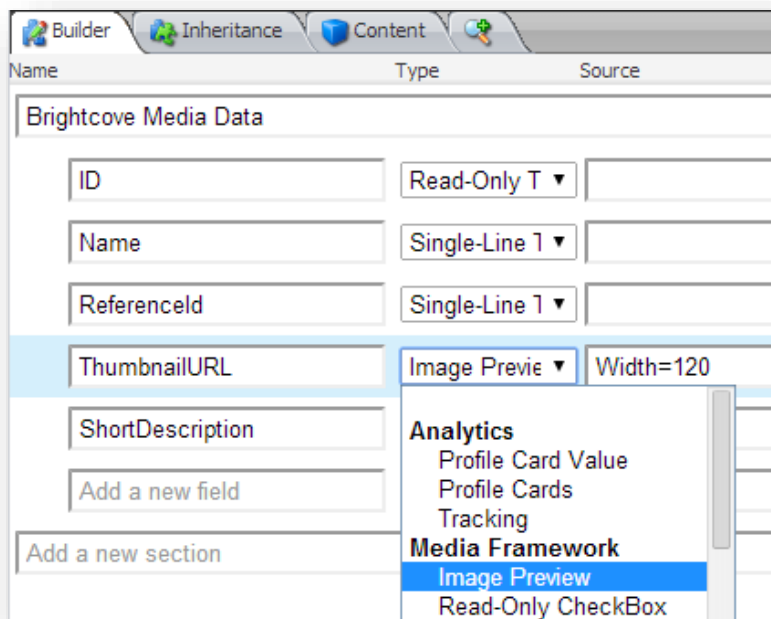 Builder Inheritance Content
Name Type Source
Brightcove Media Data
ID Read-Only T
Name Single-Line T
ReferenceId Single-Line T
ThumbnailURL Image Previe Width=120
ShortDescription
Analytics
Profile Card Value
Add a new field Profile Cards
Tracking
Media Framework
Add a new section
Image Preview
Read-Only CheckBox